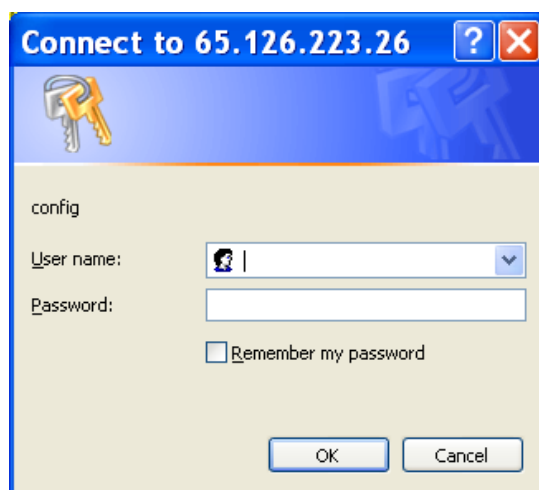 Connect to 65.126.223.26 ?
config
User name:
Password:
Remember my password
OK Cancel